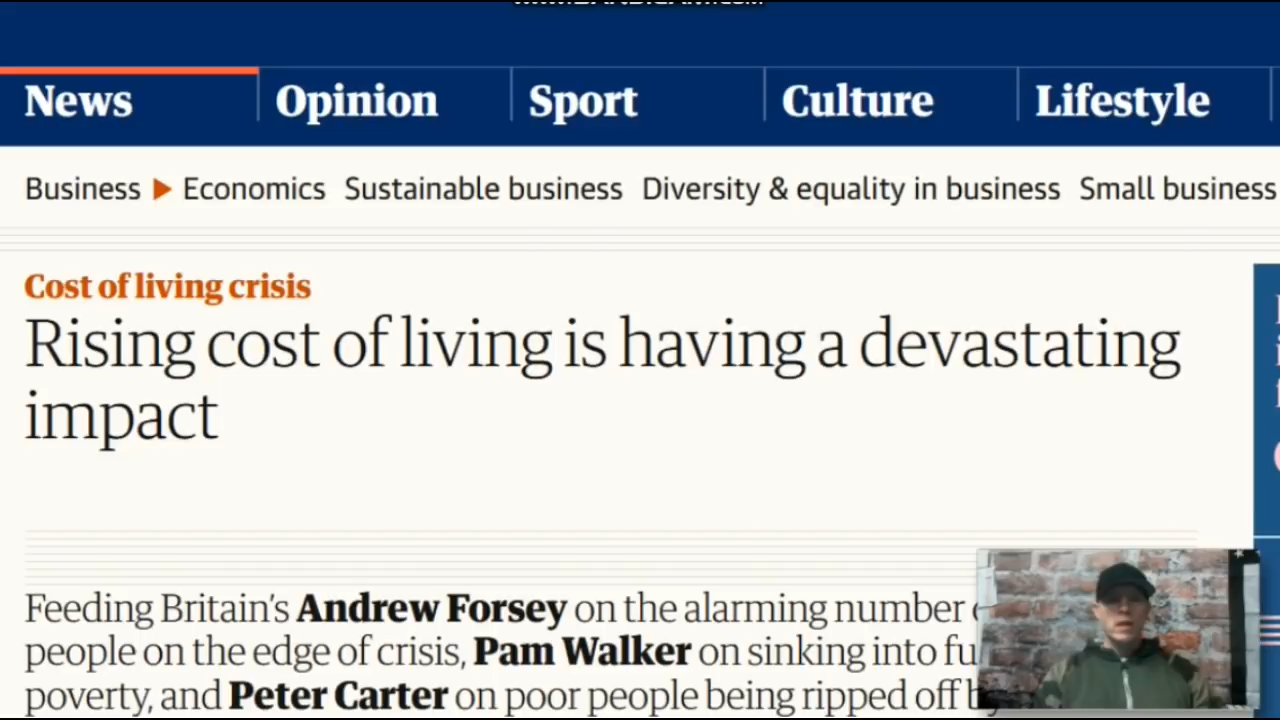 News Opinion Sport Culture Lifestyle
Business Economics Sustainable business Diversity & equality in business Small business
Cost of living crisis
Rising cost of living is having a devastating
impact
Feeding Britain's Andrew Forsey on the alarming number
people on the edge of crisis, Pam Walker on sinking into fu
poverty, and Peter Carter on poor people being ripped off